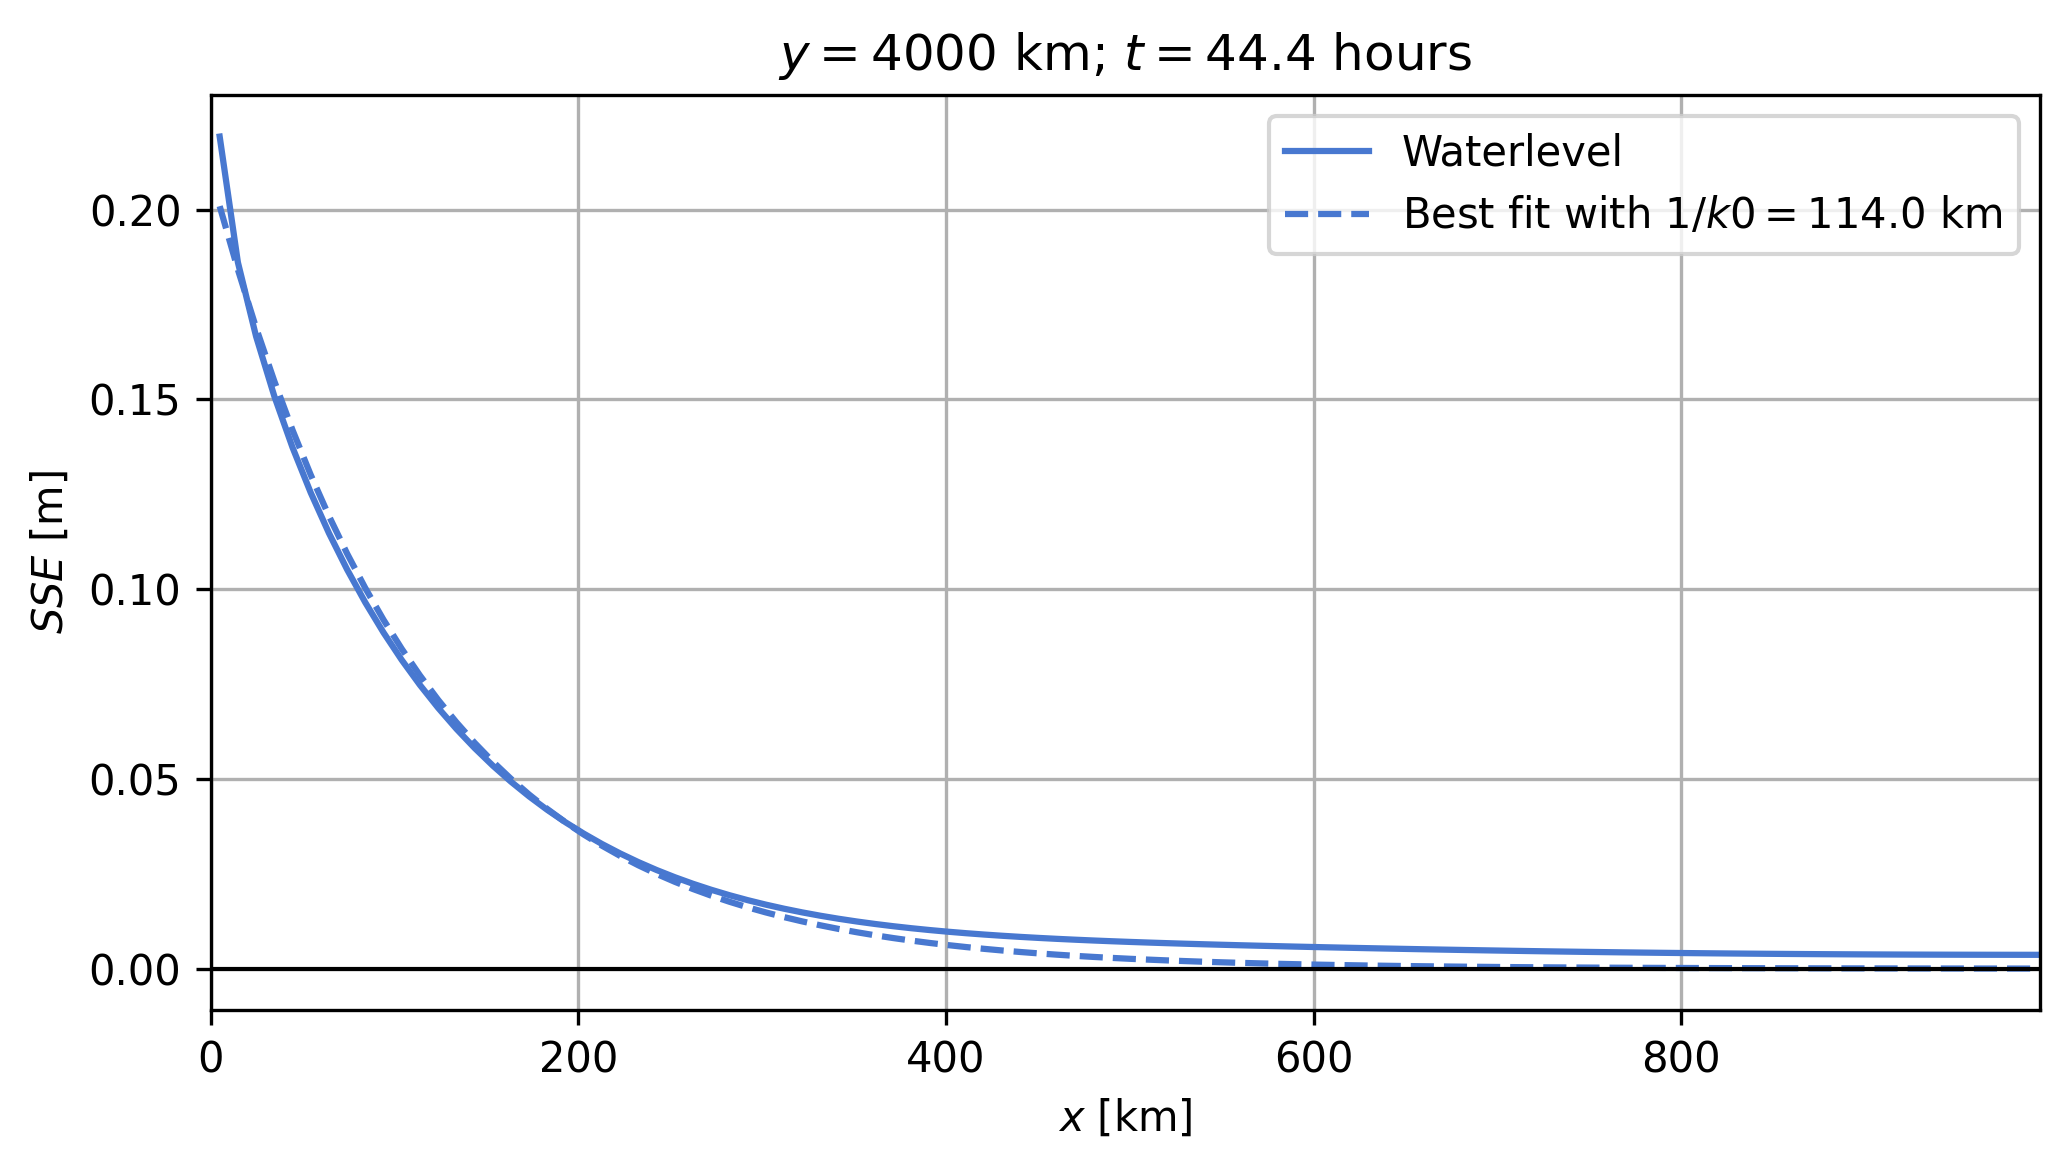 y = 4000 km; t = 44.4 hours
Waterlevel
Best fit with 1/k0 = 114.0 km
SSE [m]
0.20
0.15
0.10
0.05
0.00
0 200 400 600 800
x [km]